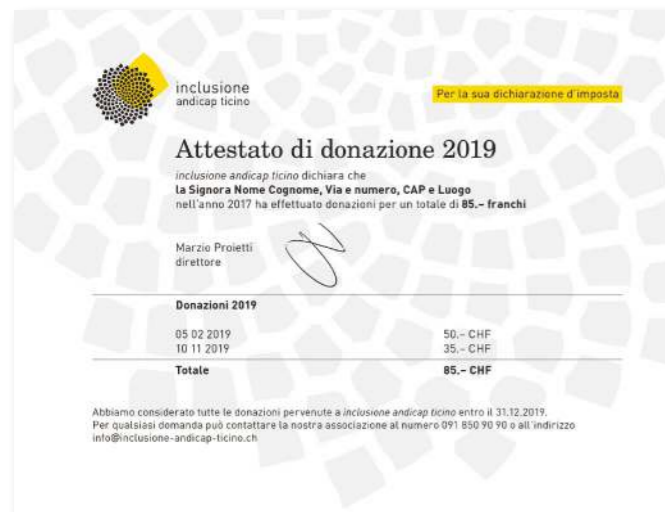 inclusione
andicap ticino
Per la sua dichiarazione d'imposta
Attestato di donazione 2019
inclusione andicap ticino dichiara che
la Signora Nome Cognome, Via e numero, CAP e Luogo
nell'anno 2017 ha effettuato donazioni per un totale di 85.– franchi
Marzio Proietti
direttore
Donazioni 2019
05 02 2019 50.– CHF
10 11 2019 35.– CHF
Totale 85.– CHF
Abbiamo considerato tutte le donazioni pervenute a inclusione andicap ticino entro il 31.12.2019.
Per qualsiasi domanda può contattare la nostra associazione al numero 091 850 90 90 o all'indirizzo
info@inclusione-andicap-ticino.ch